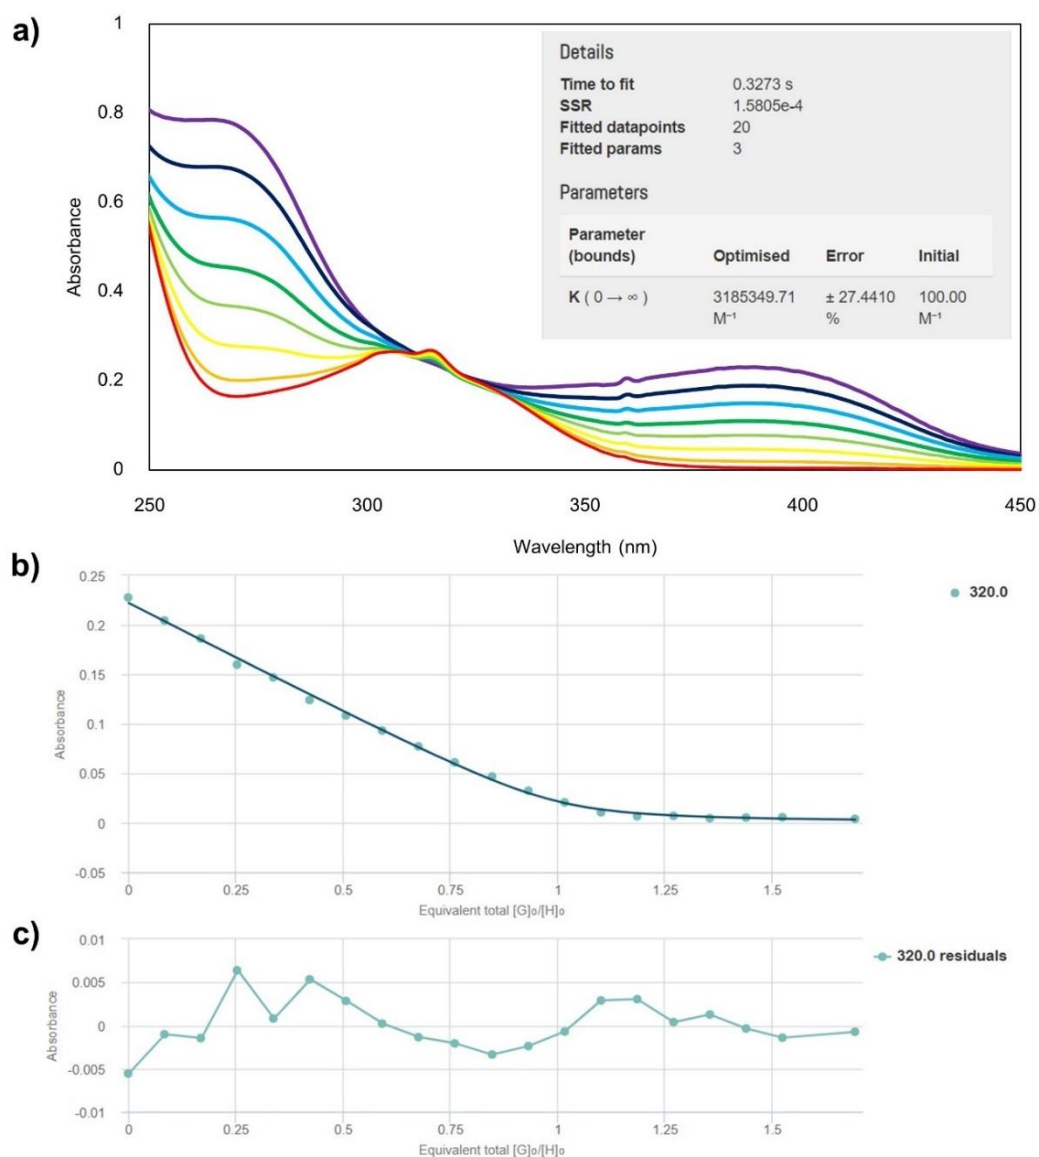 a)
1
0.8
0.6
0.4
0.2
0
Absorbance
Details
Time to fit 0.3273 s
SSR 1.5805e-4
Fitted datapoints 20
Fitted params 3
Parameters
Parameter (bounds) Optimised Error Initial
K ( 0 → ∞ ) 3185349.71 M⁻¹ ± 27.4410 % 100.00 M⁻¹
250 300 350 400 450
Wavelength (nm)
b)
0.25
0.2
0.15
0.1
0.05
0
-0.05
Absorbance
320.0
0 0.25 0.5 0.75 1 1.25 1.5
Equivalent total [G]₀/[H]₀
c)
0.01
0.005
0
-0.005
-0.01
Absorbance
320.0 residuals
0 0.25 0.5 0.75 1 1.25 1.5
Equivalent total [G]₀/[H]₀